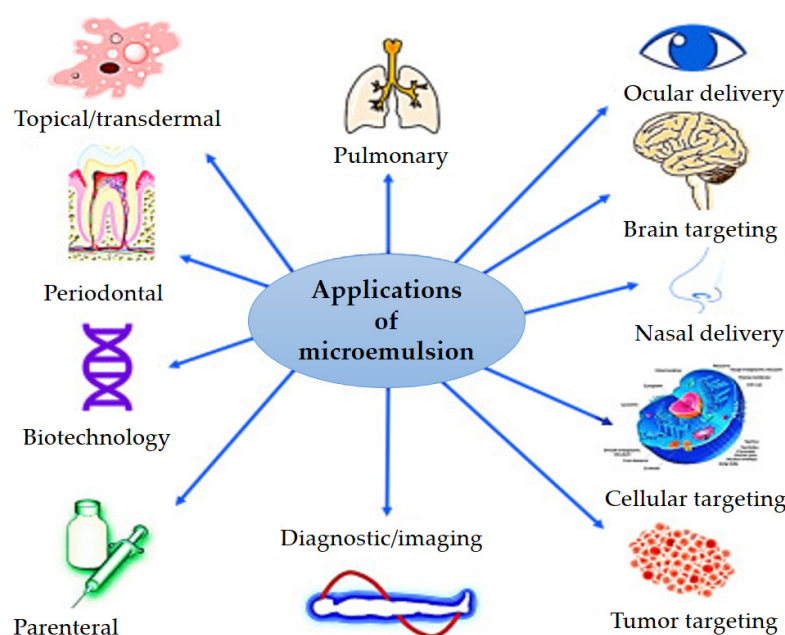 Topical/transdermal
Pulmonary
Ocular delivery
Brain targeting
Periodontal
Applications
of
microemulsion
Nasal delivery
Biotechnology
Cellular targeting
Diagnostic/imaging
Parenteral
Tumor targeting